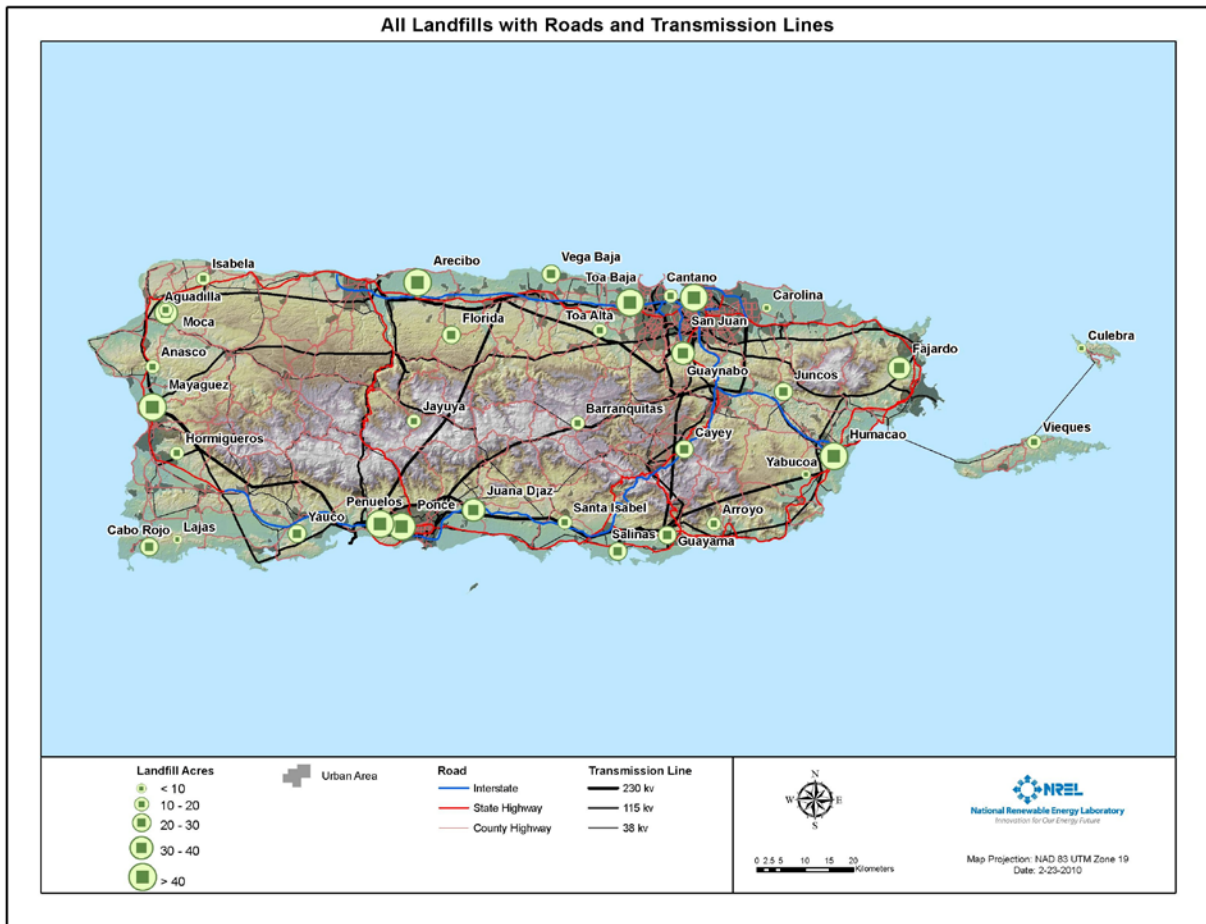 All Landfills with Roads and Transmission Lines
Isabela
Arecibo
Vega Baja
Toa Baja
Cantano
Carolina
Aguadilla
Moca
Florida
Toa Alta
San Juan
Culebra
Anasco
Fajardo
Mayaguez
Guaynabo
Juncos
Jayuya
Barranquitas
Hormigueros
Cayey
Humacao
Vieques
Yabucoa
Juana D¡az
Penuelos
Ponce
Santa Isabel
Arroyo
Yauco
Cabo Rojo
Lajas
Salinas
Guayama
Landfill Acres
< 10
10 - 20
20 - 30
30 - 40
> 40
Urban Area
Road
Interstate
State Highway
County Highway
Transmission Line
230 kv
115 kv
38 kv
N
W
E
S
0 2.5 5 10 15 20
Kilometers
NREL
National Renewable Energy Laboratory
Innovation for Our Energy Future
Map Projection: NAD 83 UTM Zone 19
Date: 2-23-2010